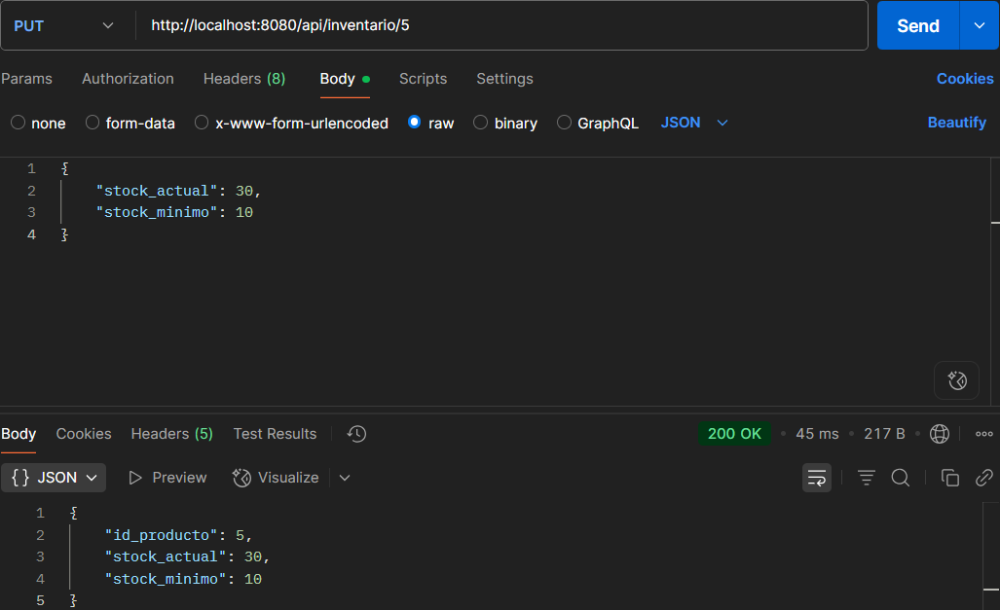 PUT http://localhost:8080/api/inventario/5 Send
Params Authorization Headers (8) Body Scripts Settings Cookies
none form-data x-www-form-urlencoded raw binary GraphQL JSON Beautify
1 {
2 "stock_actual": 30,
3 "stock_minimo": 10
4 }
Body Cookies Headers (5) Test Results 200 OK 45 ms 217 B
{} JSON Preview Visualize
1 {
2 "id_producto": 5,
3 "stock_actual": 30,
4 "stock_minimo": 10
5 }